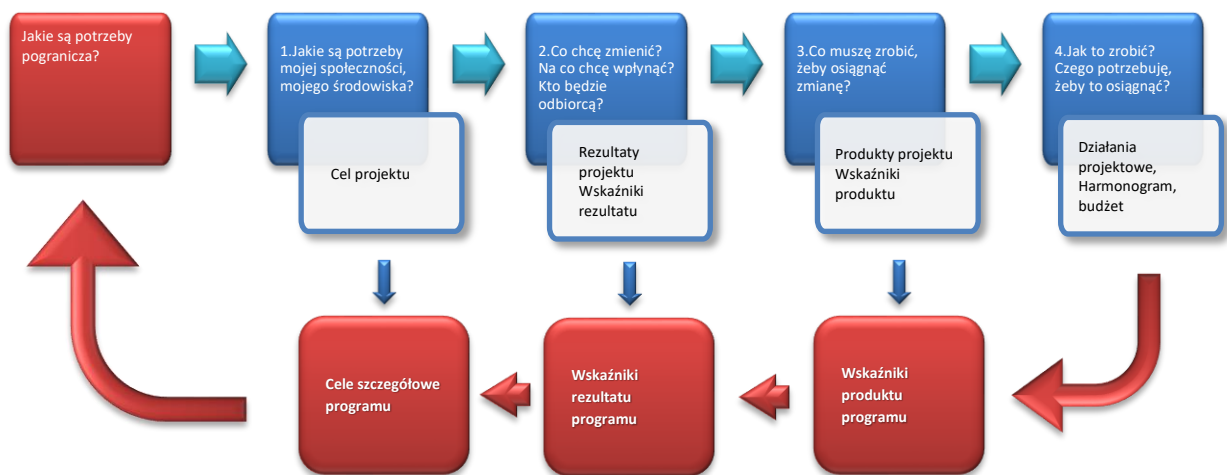 Jakie są potrzeby
pogranicza?
1.Jakie są potrzeby
mojej społeczności,
mojego środowiska?
Cel projektu
2.Co chcę zmienić?
Na co chcę wpłynąć?
Kto będzie
odbiorcą?
Rezultaty
projektu
Wskaźniki
rezultatu
3.Co muszę zrobić,
żeby osiągnąć
zmianę?
Produkty projektu
Wskaźniki
produktu
4.Jak to zrobić?
Czego potrzebuję,
żeby to osiągnąć?
Działania
projektowe,
Harmonogram,
budżet
Cele szczegółowe
programu
Wskaźniki
rezultatu
programu
Wskaźniki
produktu
programu